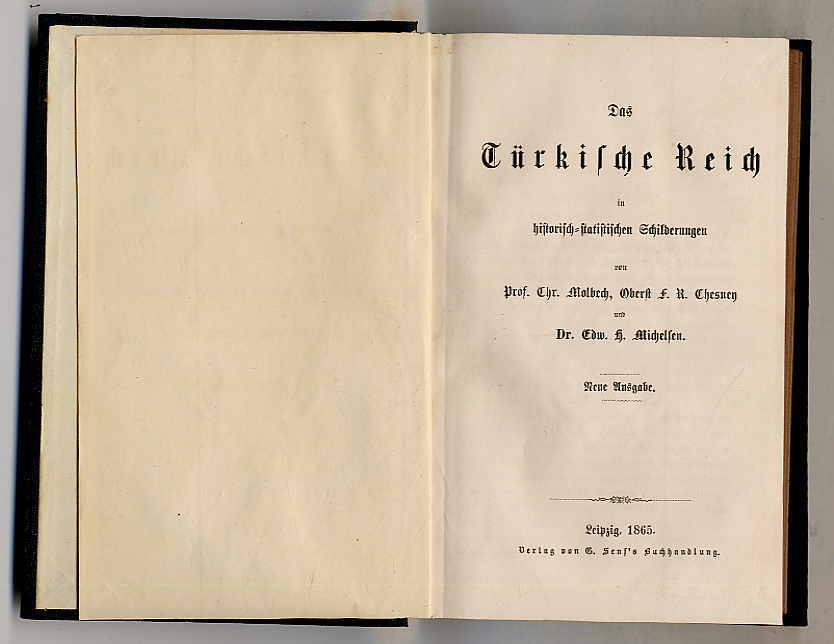 Das
Türkiſche Reich
in
hiſtoriſch-ſtatiſtiſchen Schilderungen
von
Prof. Chr. Molbech, Oberſt F. R. Chesney
und
Dr. Edw. H. Michelſen.
Neue Ausgabe.
Leipzig, 1865.
Verlag von G. Senf's Buchhandlung.